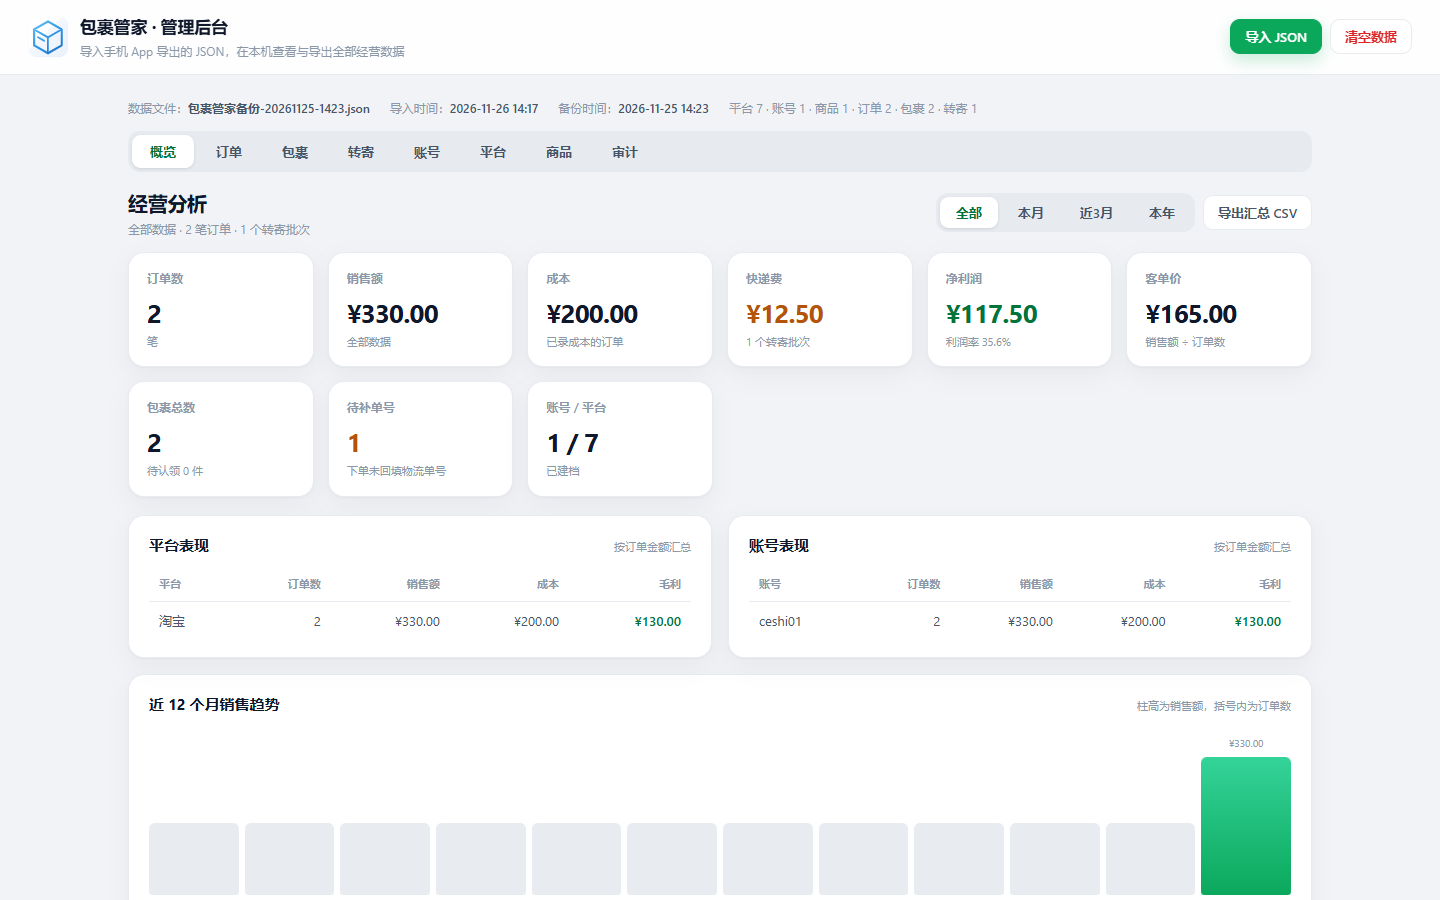 包裹管家 · 管理后台
导入手机 App 导出的 JSON，在本机查看与导出全部经营数据
导入 JSON
清空数据
数据文件：包裹管家备份-20261125-1423.json 导入时间：2026-11-26 14:17 备份时间：2026-11-25 14:23 平台 7 · 账号 1 · 商品 1 · 订单 2 · 包裹 2 · 转寄 1
概览 订单 包裹 转寄 账号 平台 商品 审计
经营分析
全部数据 · 2 笔订单 · 1 个转寄批次
全部 本月 近3月 本年 导出汇总 CSV
订单数
2
笔
销售额
¥330.00
全部数据
成本
¥200.00
已录成本的订单
快递费
¥12.50
1 个转寄批次
净利润
¥117.50
利润率 35.6%
客单价
¥165.00
销售额 ÷ 订单数
包裹总数
2
待认领 0 件
待补单号
1
下单未回填物流单号
账号 / 平台
1 / 7
已建档
平台表现 按订单金额汇总
平台 订单数 销售额 成本 毛利
淘宝 2 ¥330.00 ¥200.00 ¥130.00
账号表现 按订单金额汇总
账号 订单数 销售额 成本 毛利
ceshi01 2 ¥330.00 ¥200.00 ¥130.00
近 12 个月销售趋势 柱高为销售额，括号内为订单数
¥330.00